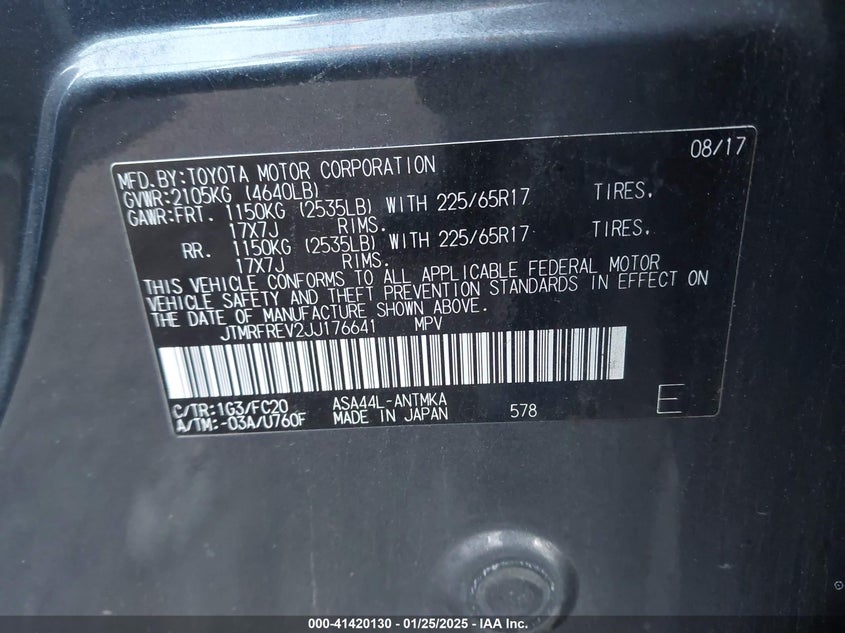 08/17
MFD.BY:TOYOTA MOTOR CORPORATION
GVWR:2105KG (4640LB)
GAWR:FRT. 1150KG (2535LB) WITH 225/65R17 TIRES,
17X7J RIMS.
RR. 1150KG (2535LB) WITH 225/65R17 TIRES,
17X7J RIMS.
THIS VEHICLE CONFORMS TO ALL APPLICABLE FEDERAL MOTOR
VEHICLE SAFETY AND THEFT PREVENTION STANDARDS IN EFFECT ON
THE DATE OF MANUFACTURE SHOWN ABOVE.
JTMRFREV2JJ176641 MPV
C/TR:1G3/FC20 ASA44L-ANTMKA
A/TM:-03A/U760F MADE IN JAPAN 578 E
000-41420130 - 01/25/2025 - IAA Inc.